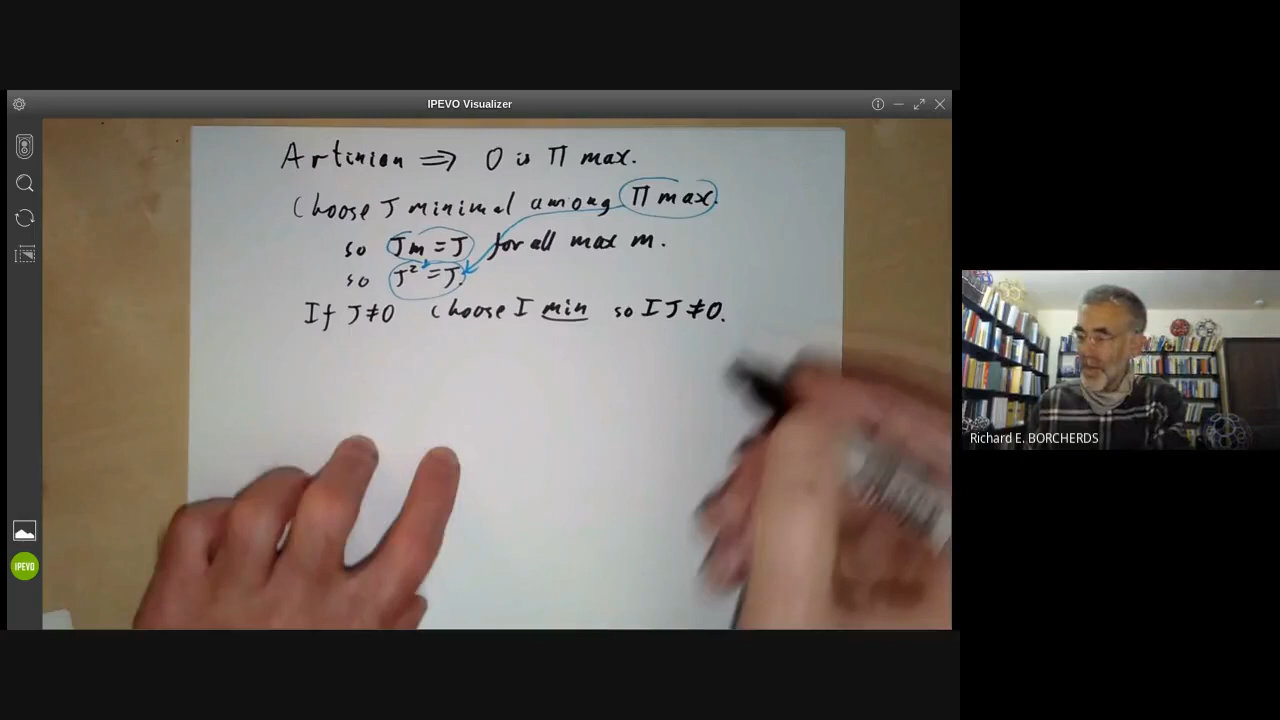 IPEVO Visualizer
Artinian ⇒ 0 is Π max.
Choose J minimal among Π max.
so Jm = J for all max m.
so J² = J.
If J≠0 choose I min so IJ≠0.
Richard E. BORCHERDS
IPEVO